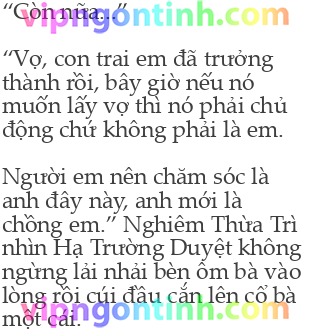 vipngontinh.com
“Còn nữa...”
“Vợ, con trai em đã trưởng
thành rồi, bây giờ nếu nó
muốn lấy vợ thì nó phải chủ
động chứ không phải là em.
Người em nên chăm sóc là
anh đây này, anh mới là
chồng em.” Nghiêm Thừa Trì
nhìn Hạ Trường Duyệt không
ngừng lải nhải bèn ôm bà vào
lòng rồi cúi đầu cắn lên cổ bà
một cái.
vipngontinh.com